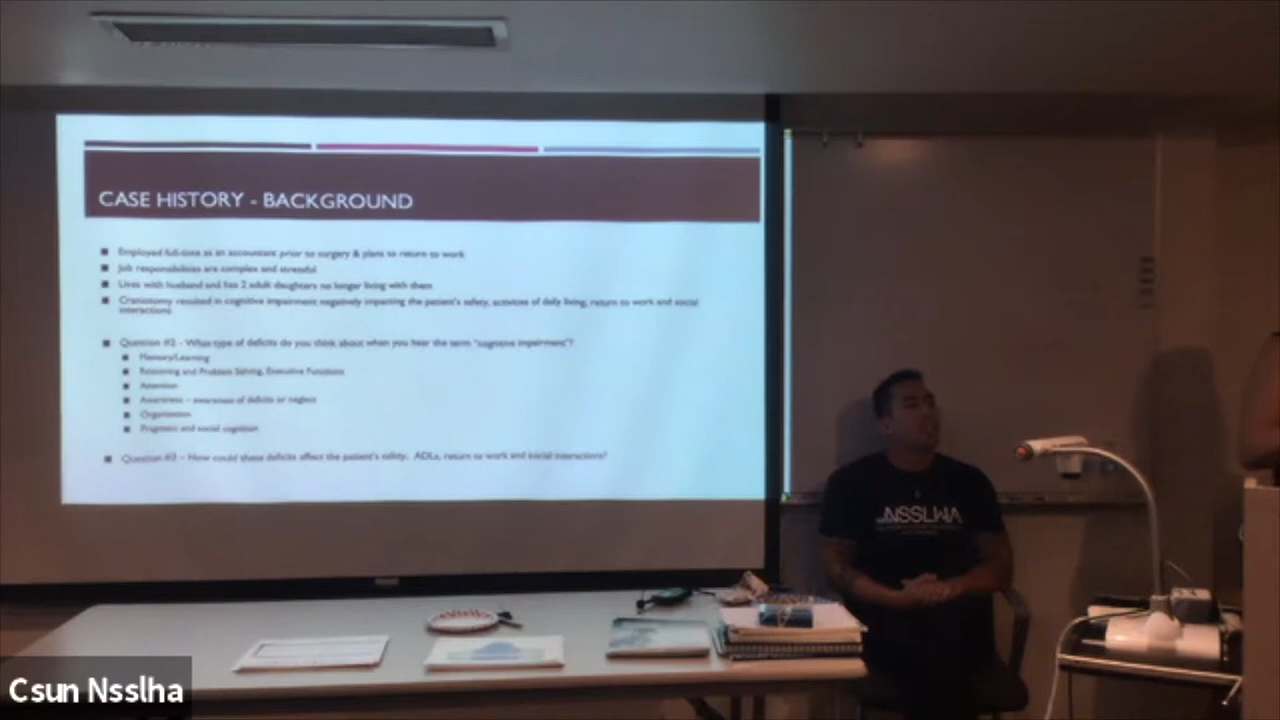 CASE HISTORY - BACKGROUND
Employed full-time as an accountant prior to surgery & plans to return to work
Job responsibilities are complex and stressful
Lives with husband and has 2 adult daughters no longer living with them
Craniotomy resulted in cognitive impairment negatively impacting the patient's safety, activities of daily living, return to work and social
interactions
Question #2 - What type of deficits do you think about when you hear the term "cognitive impairment"?
Memory/Learning
Reasoning and Problem Solving, Executive Functions
Attention
Awareness - awareness of deficits or neglect
Organization
Pragmatic and social cognition
Question #3 - How could these deficits affect the patient's safety, ADLs, return to work and social interactions?
NSSLHA
Csun Nsslha